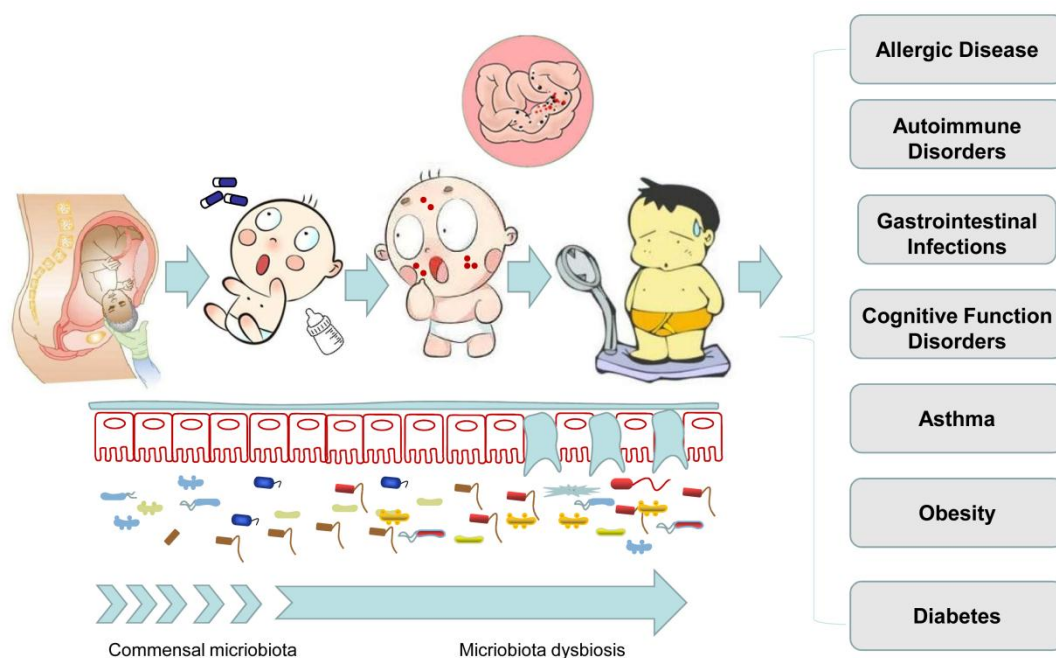 Allergic Disease
Autoimmune
Disorders
Gastrointestinal
Infections
Cognitive Function
Disorders
Asthma
Obesity
Diabetes
Commensal micriobiota
Micriobiota dysbiosis